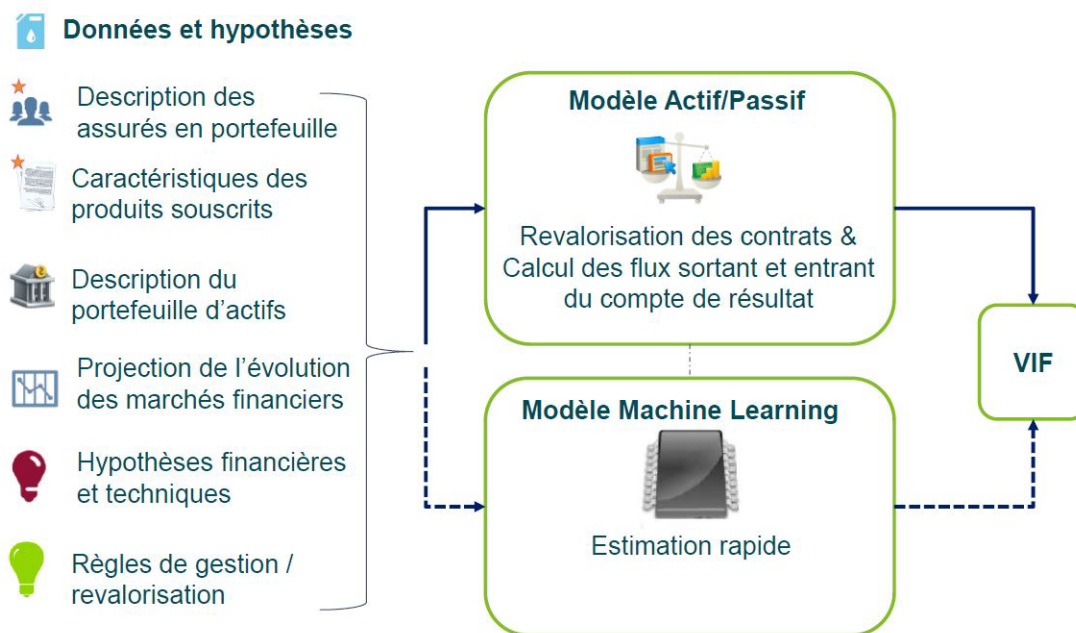 Données et hypothèses
Description des
assurés en portefeuille
Caractéristiques des
produits souscrits
Description du
portefeuille d’actifs
Projection de l’évolution
des marchés financiers
Hypothèses financières
et techniques
Règles de gestion /
revalorisation
Modèle Actif/Passif
Revalorisation des contrats &
Calcul des flux sortant et entrant
du compte de résultat
Modèle Machine Learning
Estimation rapide
VIF